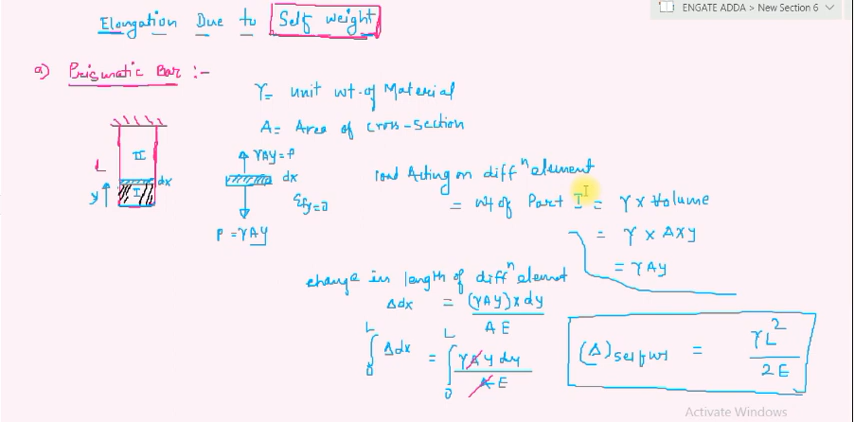 ENGATE ADDA > New Section 6
Elongation Due to Self weight
a) Prismatic Bar :-
γ = unit wt. of Material
A = Area of cross-section
II
L
dx
y
I
γAy = P
dx
Σfy = 0
P = γAy
load Acting on diffⁿ element
= wt of Part I = γ x Volume
= γ x Axy
= γAy
change in length of diffⁿ element
Δdx = (γAy) x dy / AE
∫₀ᴸ Δdx = ∫₀ᴸ γAy dy / AE
(Δ)self wt = γL² / 2E
Activate Windows